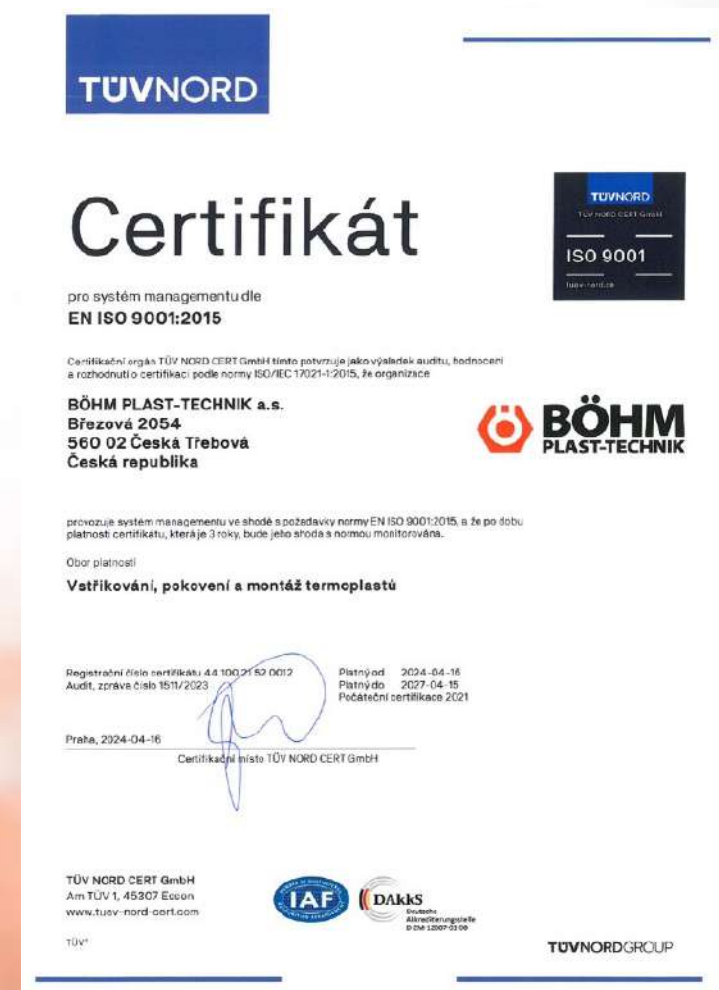 TÜVNORD
Certifikát
TÜVNORD
TÜV NORD CERT GmbH
ISO 9001
pro systém managementu dle
EN ISO 9001:2015
Certifikační orgán TÜV NORD CERT GmbH tímto potvrzuje jako výsledek auditu, hodnocení
a rozhodnutí o certifikaci podle normy ISO/IEC 17021-1:2015, že organizace
BÖHM PLAST-TECHNIK a.s.
Březová 2054
560 02 Česká Třebová
Česká republika
BÖHM
PLAST-TECHNIK
provozuje systém managementu ve shodě s požadavky normy EN ISO 9001:2015, a že po dobu
platnosti certifikátu, která je 3 roky, bude jeho shoda s normou monitorována.
Obor platnosti
Vstřikování, pokovení a montáž termoplastů
Registrační číslo certifikátu 44 100 21 52 0012
Audit, zpráva číslo 1511/2023
Platný od 2024-04-16
Platný do 2027-04-15
Počáteční certifikace 2021
Praha, 2024-04-16
Certifikační místo TÜV NORD CERT GmbH
TÜV NORD CERT GmbH
Am TÜV 1, 45307 Essen
www.tuev-nord-cert.com
IAF
DAkkS
Deutsche
Akkreditierungsstelle
TÜV®
TÜVNORDGROUP